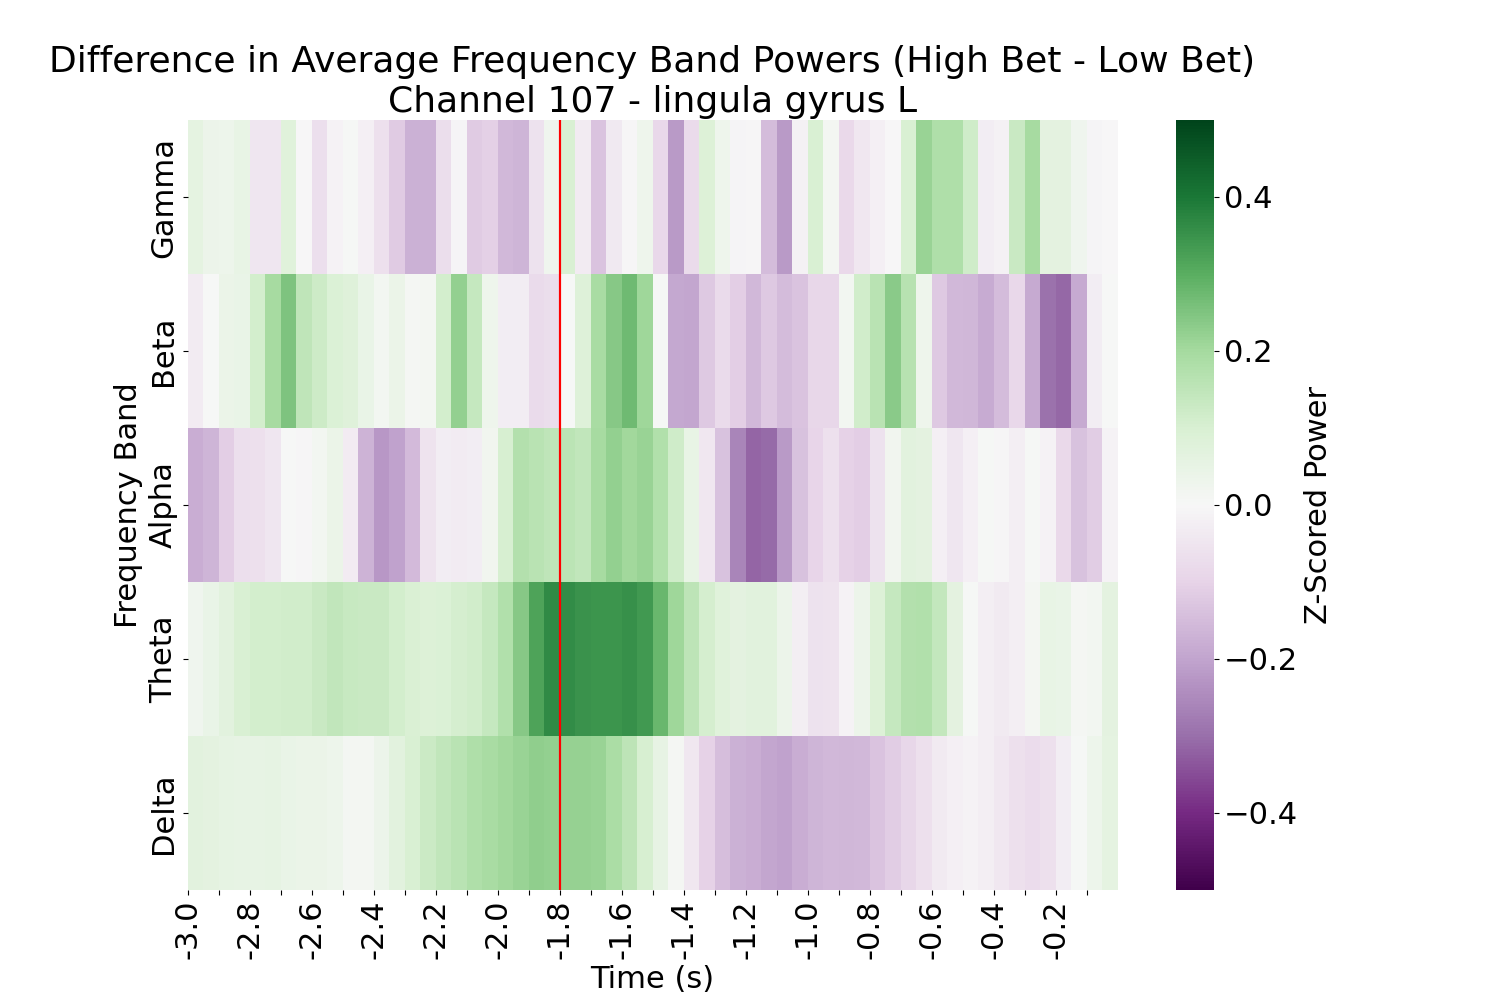 Difference in Average Frequency Band Powers (High Bet - Low Bet)
Channel 107 - lingula gyrus L
Frequency Band
Gamma
Beta
Alpha
Theta
Delta
-3.0
-2.8
-2.6
-2.4
-2.2
-2.0
-1.8
-1.6
-1.4
-1.2
-1.0
-0.8
-0.6
-0.4
-0.2
Time (s)
0.4
0.2
0.0
−0.2
−0.4
Z-Scored Power